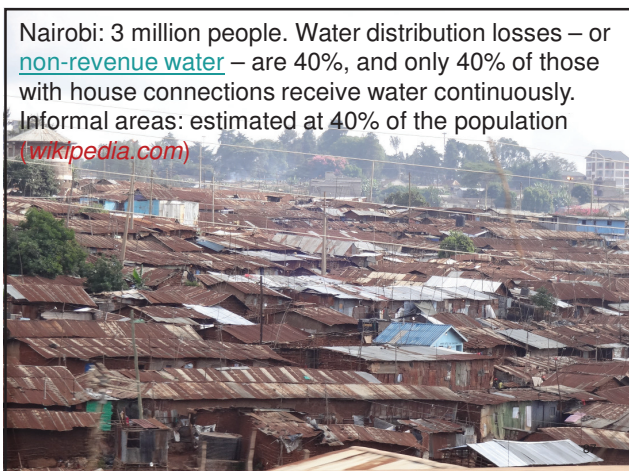 Nairobi: 3 million people. Water distribution losses – or
non-revenue water – are 40%, and only 40% of those
with house connections receive water continuously.
Informal areas: estimated at 40% of the population
(wikipedia.com)